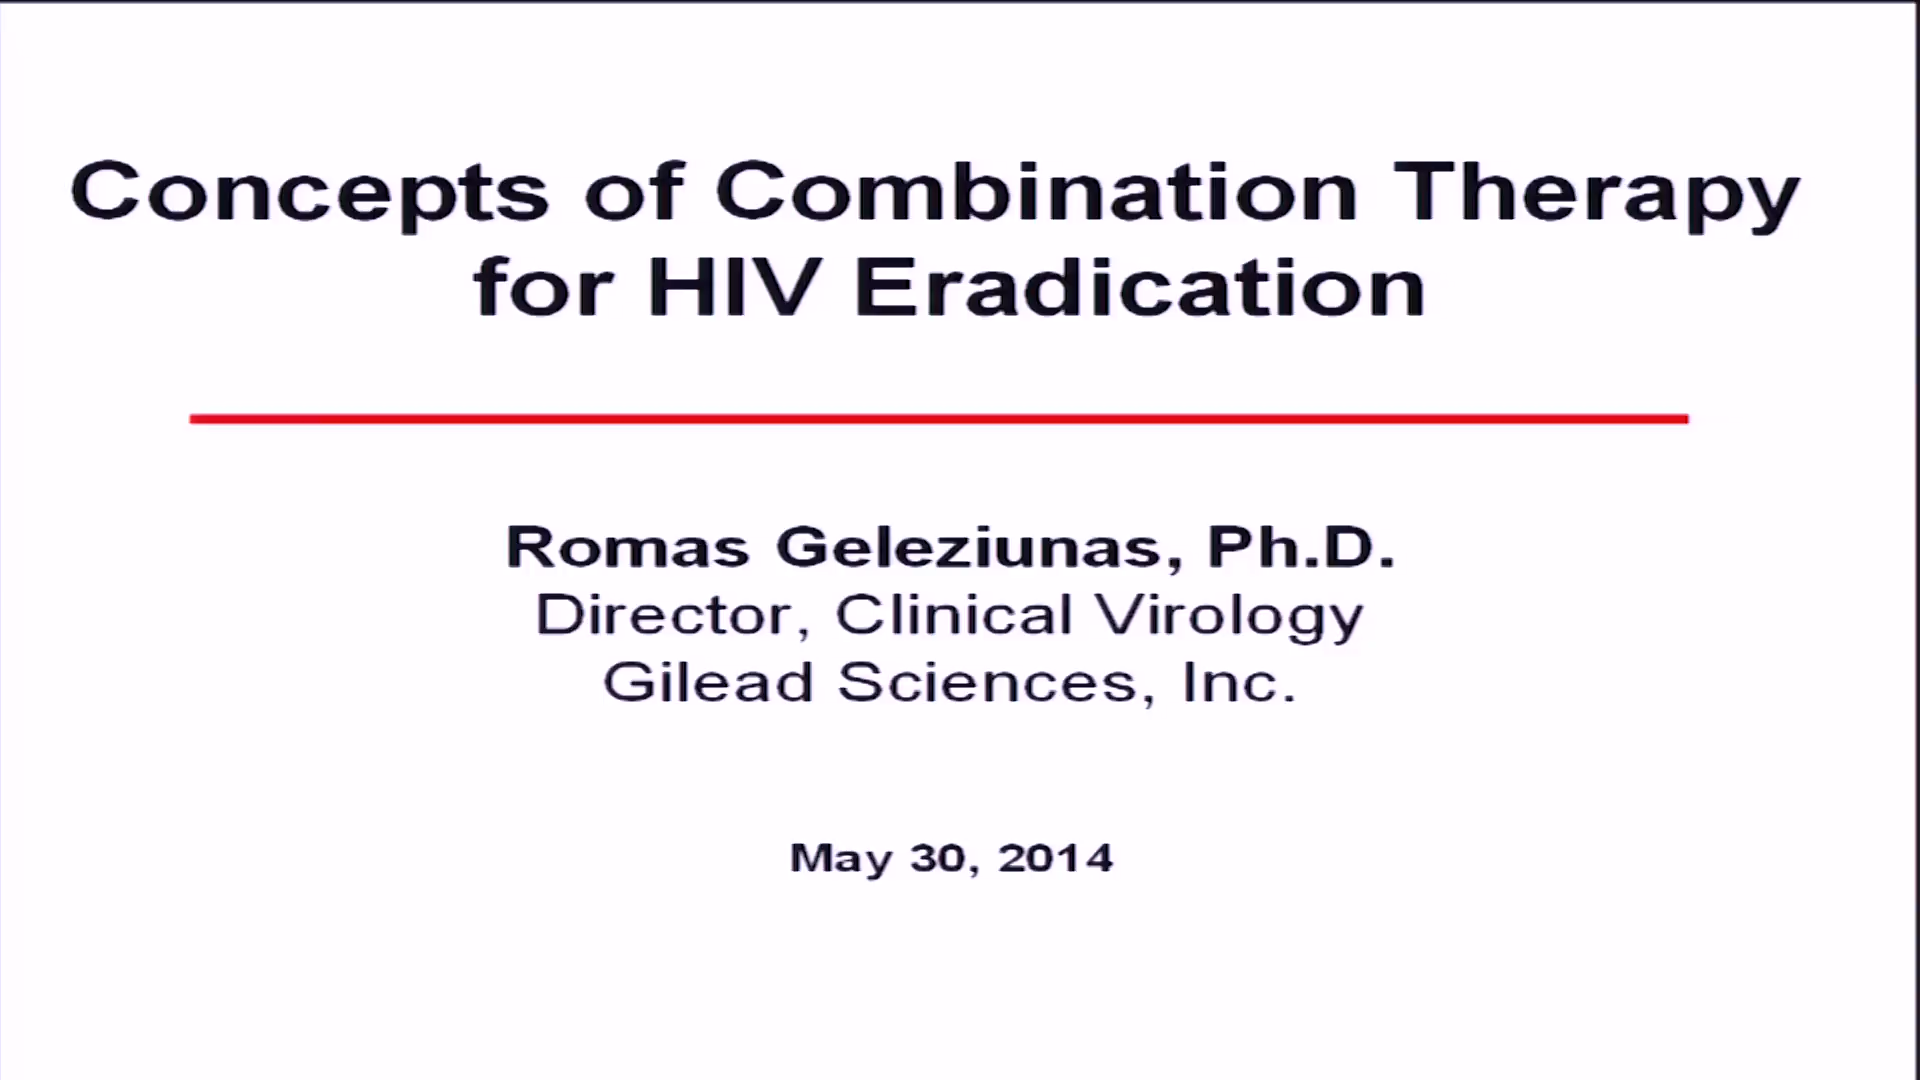 Concepts of Combination Therapy
for HIV Eradication
Romas Geleziunas, Ph.D.
Director, Clinical Virology
Gilead Sciences, Inc.
May 30, 2014